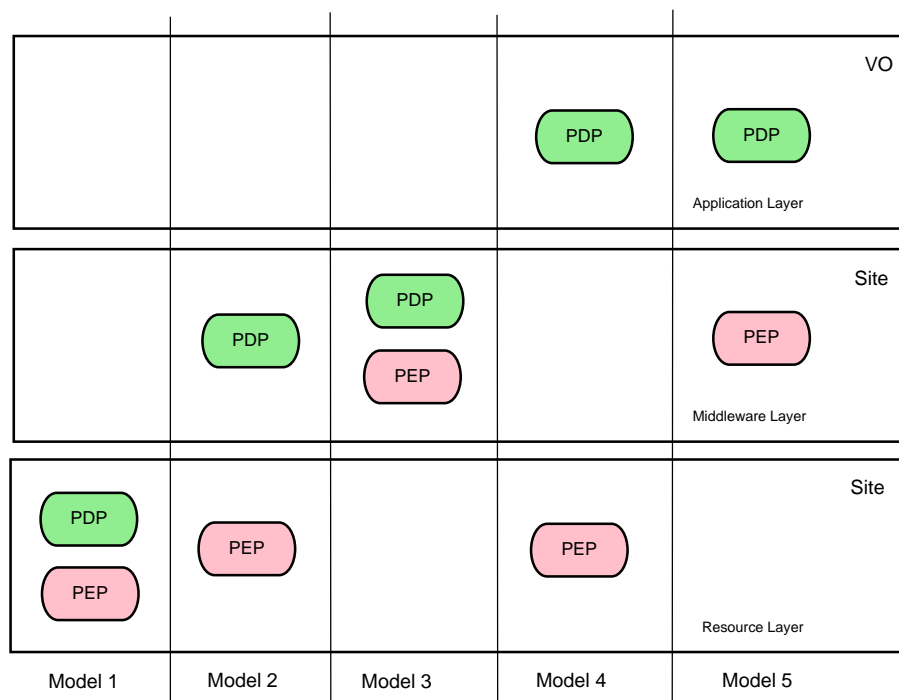 VO
PDP
PDP
Application Layer
Site
PDP
PDP
PEP
PEP
Middleware Layer
Site
PDP
PEP
PEP
PEP
Resource Layer
Model 1
Model 2
Model 3
Model 4
Model 5